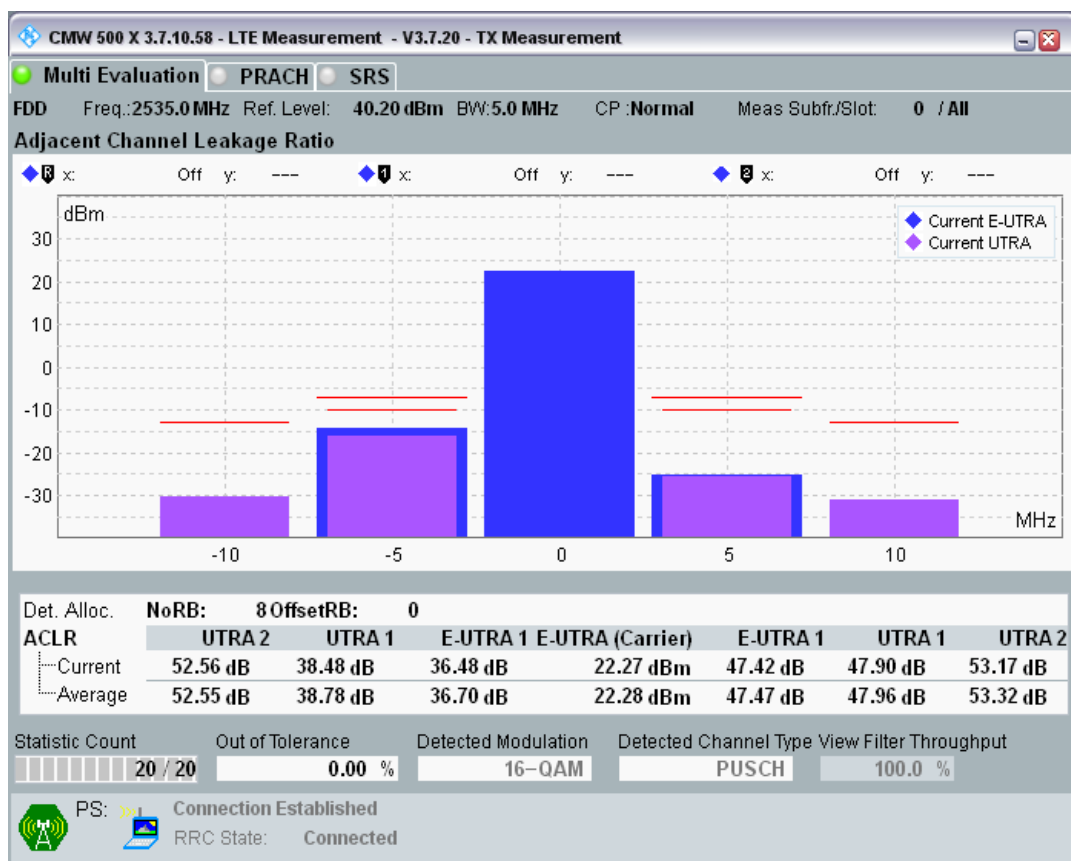 CMW 500 X 3.7.10.58 - LTE Measurement - V3.7.20 - TX Measurement
Multi Evaluation PRACH SRS
FDD Freq.:2535.0 MHz Ref. Level: 40.20 dBm BW:5.0 MHz CP :Normal Meas Subfr./Slot: 0 / All
Adjacent Channel Leakage Ratio
R x: Off y: --- 1 x: Off y: --- 2 x: Off y: ---
dBm
Current E-UTRA
Current UTRA
30
20
10
0
-10
-20
-30
MHz
-10 -5 0 5 10
Det. Alloc. NoRB: 8 OffsetRB: 0
ACLR UTRA 2 UTRA 1 E-UTRA 1 E-UTRA (Carrier) E-UTRA 1 UTRA 1 UTRA 2
Current 52.56 dB 38.48 dB 36.48 dB 22.27 dBm 47.42 dB 47.90 dB 53.17 dB
Average 52.55 dB 38.78 dB 36.70 dB 22.28 dBm 47.47 dB 47.96 dB 53.32 dB
Statistic Count Out of Tolerance Detected Modulation Detected Channel Type View Filter Throughput
20 / 20 0.00 % 16-QAM PUSCH 100.0 %
PS: Connection Established
RRC State: Connected